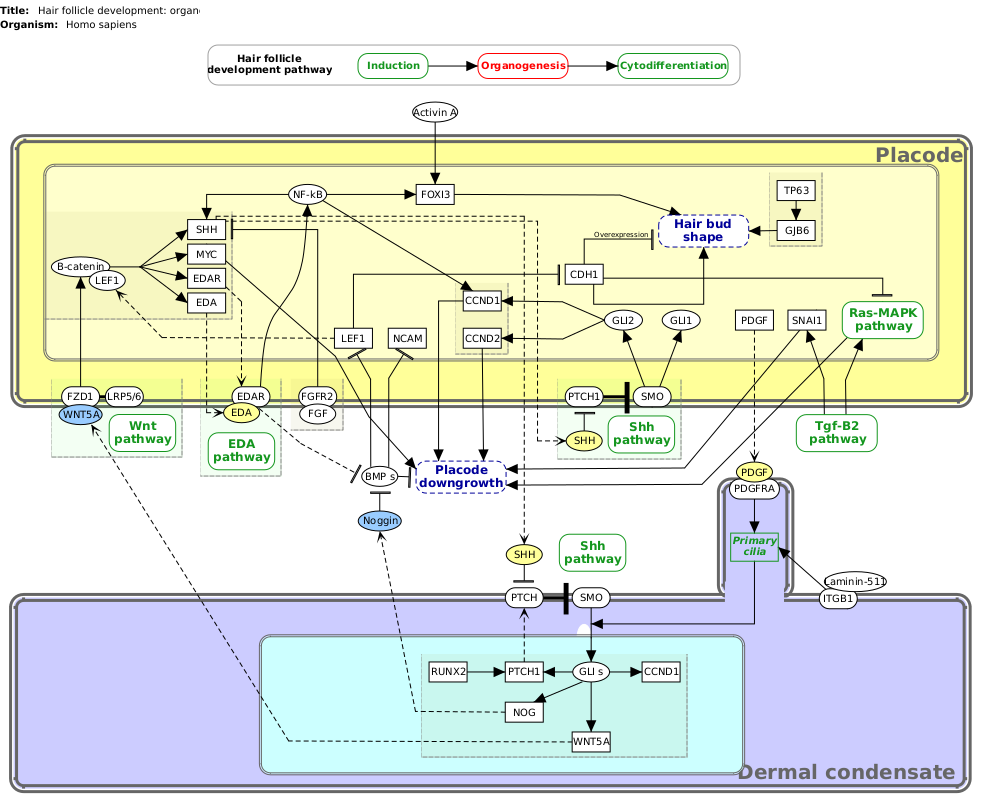 Title: Hair follicle development: organ
Organism: Homo sapiens
Hair follicle
development pathway
Induction
Organogenesis
Cytodifferentiation
Activin A
Placode
NF-kB
FOXI3
TP63
SHH
Hair bud
shape
GJB6
Overexpression
MYC
B-catenin
LEF1
EDAR
CDH1
EDA
CCND1
GLI2
GLI1
PDGF
SNAI1
Ras-MAPK
pathway
LEF1
NCAM
CCND2
FZD1
LRP5/6
EDAR
FGFR2
PTCH1
SMO
WNT5A
EDA
FGF
Wnt
pathway
SHH
Shh
pathway
Tgf-B2
pathway
EDA
pathway
BMP s
Placode
downgrowth
PDGF
PDGFRA
Noggin
SHH
Shh
pathway
Primary
cilia
Laminin-511
ITGB1
PTCH
SMO
RUNX2
PTCH1
GLI s
CCND1
NOG
WNT5A
Dermal condensate